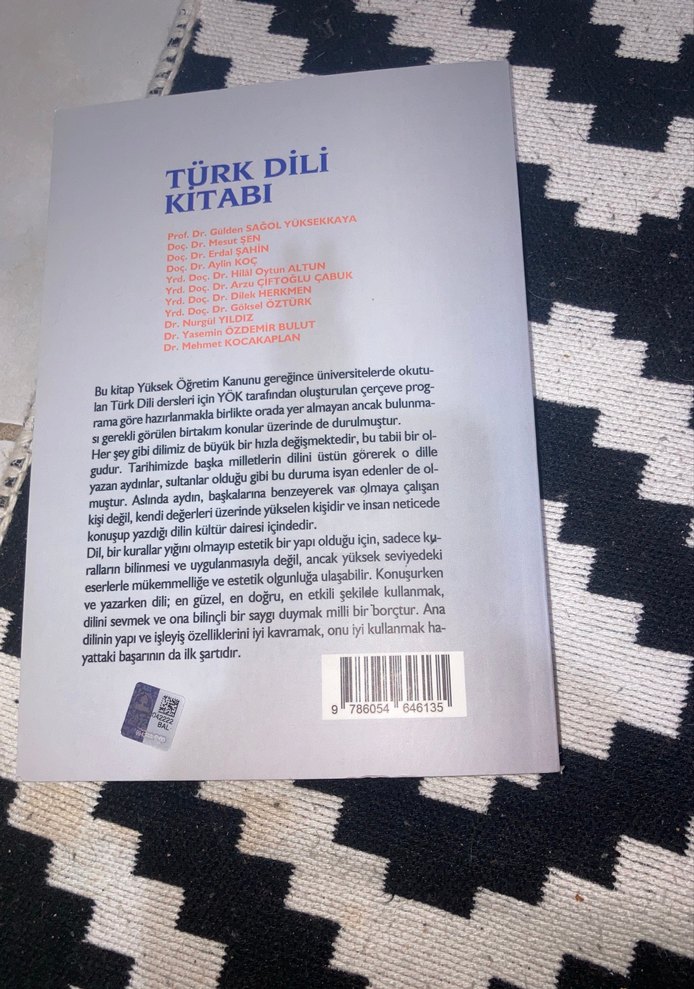 TÜRK DİLİ
KİTABI
Prof. Dr. Gülden SAĞOL YÜKSEKKAYA
Doç. Dr. Mesut ŞEN
Doç. Dr. Erdal ŞAHİN
Doç. Dr. Aylin KOÇ
Yrd. Doç. Dr. Hilâl Oytun ALTUN
Yrd. Doç. Dr. Arzu ÇİFTOĞLU ÇABUK
Yrd. Doç. Dr. Dilek HERKMEN
Yrd. Doç. Dr. Göksel ÖZTÜRK
Dr. Nurgül YILDIZ
Dr. Yasemin ÖZDEMİR BULUT
Dr. Mehmet KOCAKAPLAN
Bu kitap Yüksek Öğretim Kanunu gereğince üniversitelerde okutu-
lan Türk Dili dersleri için YÖK tarafından oluşturulan çerçeve prog-
rama göre hazırlanmakla birlikte orada yer almayan ancak bulunma-
sı gerekli görülen birtakım konular üzerinde de durulmuştur.
Her şey gibi dilimiz de büyük bir hızla değişmektedir, bu tabii bir ol-
gudur. Tarihimizde başka milletlerin dilini üstün görerek o dille
yazan aydınlar, sultanlar olduğu gibi bu duruma isyan edenler de ol-
muştur. Aslında aydın, başkalarına benzeyerek var olmaya çalışan
kişi değil, kendi değerleri üzerinde yükselen kişidir ve insan neticede
konuşup yazdığı dilin kültür dairesi içindedir.
Dil, bir kurallar yığını olmayıp estetik bir yapı olduğu için, sadece ku-
ralların bilinmesi ve uygulanmasıyla değil, ancak yüksek seviyedeki
eserlerle mükemmelliğe ve estetik olgunluğa ulaşabilir. Konuşurken
ve yazarken dili; en güzel, en doğru, en etkili şekilde kullanmak,
dilini sevmek ve ona bilinçli bir saygı duymak milli bir borçtur. Ana
dilinin yapı ve işleyiş özelliklerini iyi kavramak, onu iyi kullanmak ha-
yattaki başarının da ilk şartıdır.
9 786054 646135
BAL